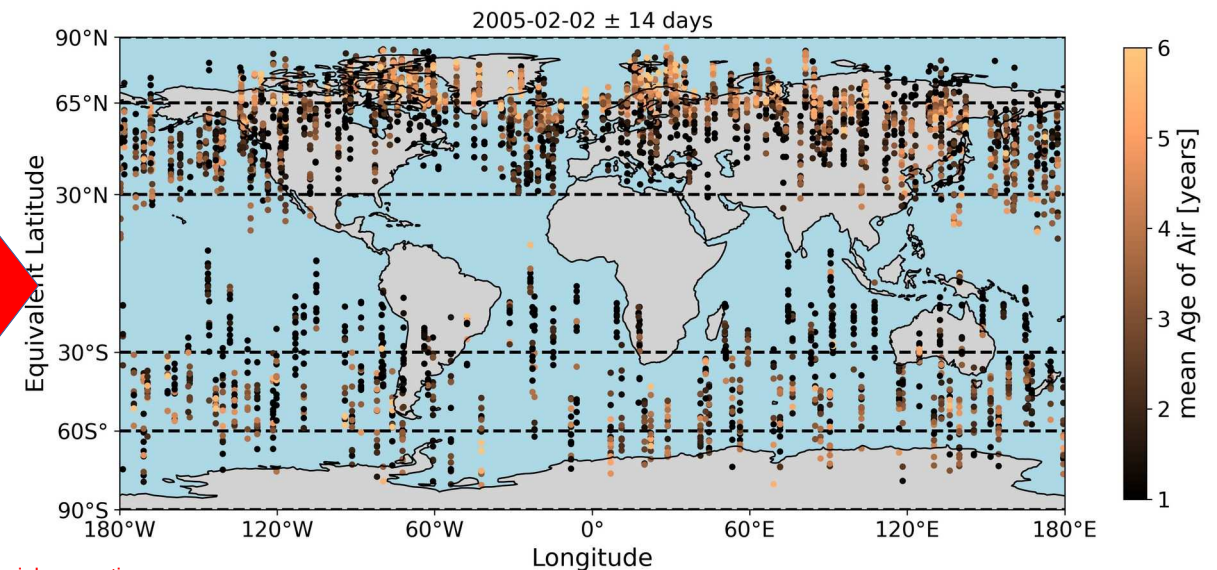 2005-02-02 ± 14 days
90°N
65°N
30°N
30°S
60S°
90°S
Equivalent Latitude
180°W 120°W 60°W 0° 60°E 120°E 180°E
Longitude
6
5
4
3
2
1
mean Age of Air [years]